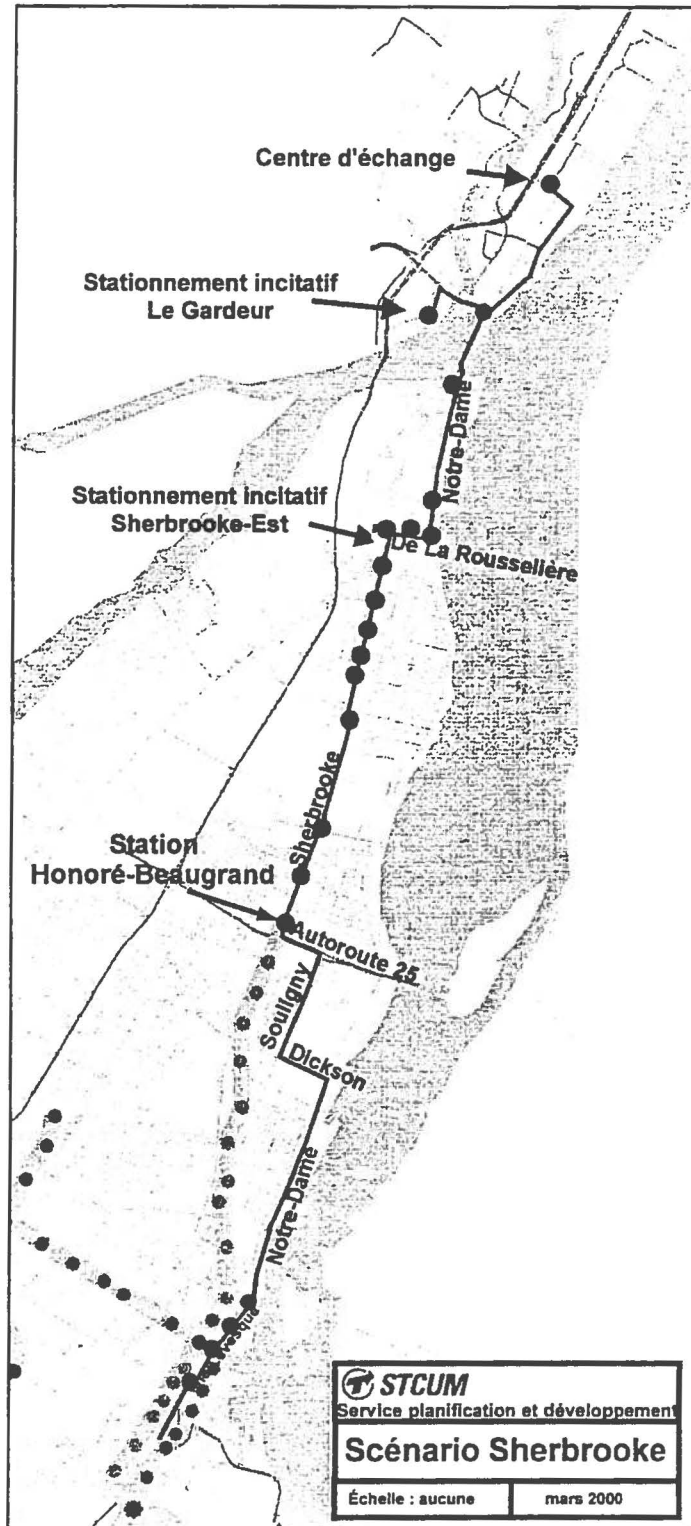 Centre d'échange
Stationnement incitatif
Le Gardeur
Notre-Dame
Stationnement incitatif
Sherbrooke-Est
De La Rousselière
Sherbrooke
Station
Honoré-Beaugrand
Autoroute 25
Souligny
Dickson
Notre-Dame
STCUM
Service planification et développement
Scénario Sherbrooke
Échelle : aucune
mars 2000